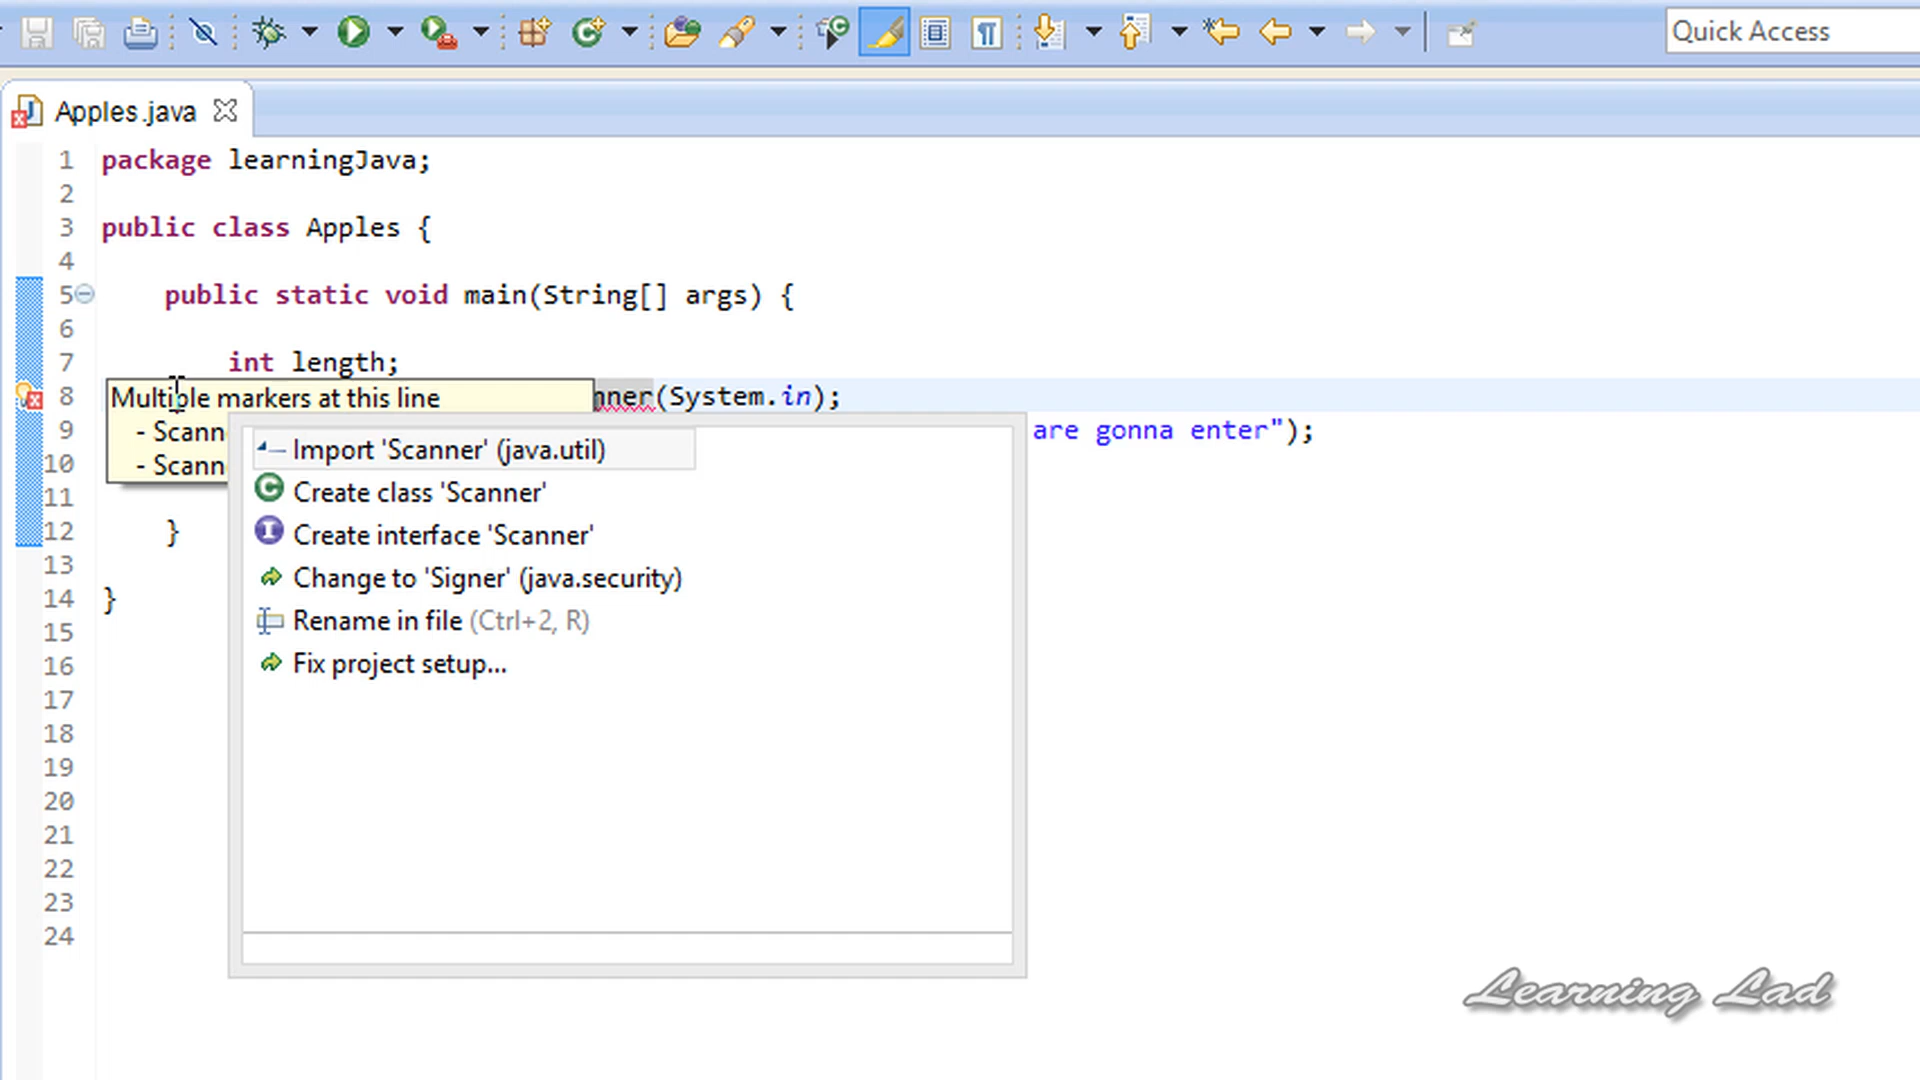 Quick Access
Apples.java
1 package learningJava;
2
3 public class Apples {
4
5 public static void main(String[] args) {
6
7 int length;
8 nner(System.in);
Multiple markers at this line
9 are gonna enter");
- Scann
10
- Scann
11
12 }
13
14 }
15
16
17
18
19
20
21
22
23
24
Import 'Scanner' (java.util)
Create class 'Scanner'
Create interface 'Scanner'
Change to 'Signer' (java.security)
Rename in file (Ctrl+2, R)
Fix project setup...
Learning Lad